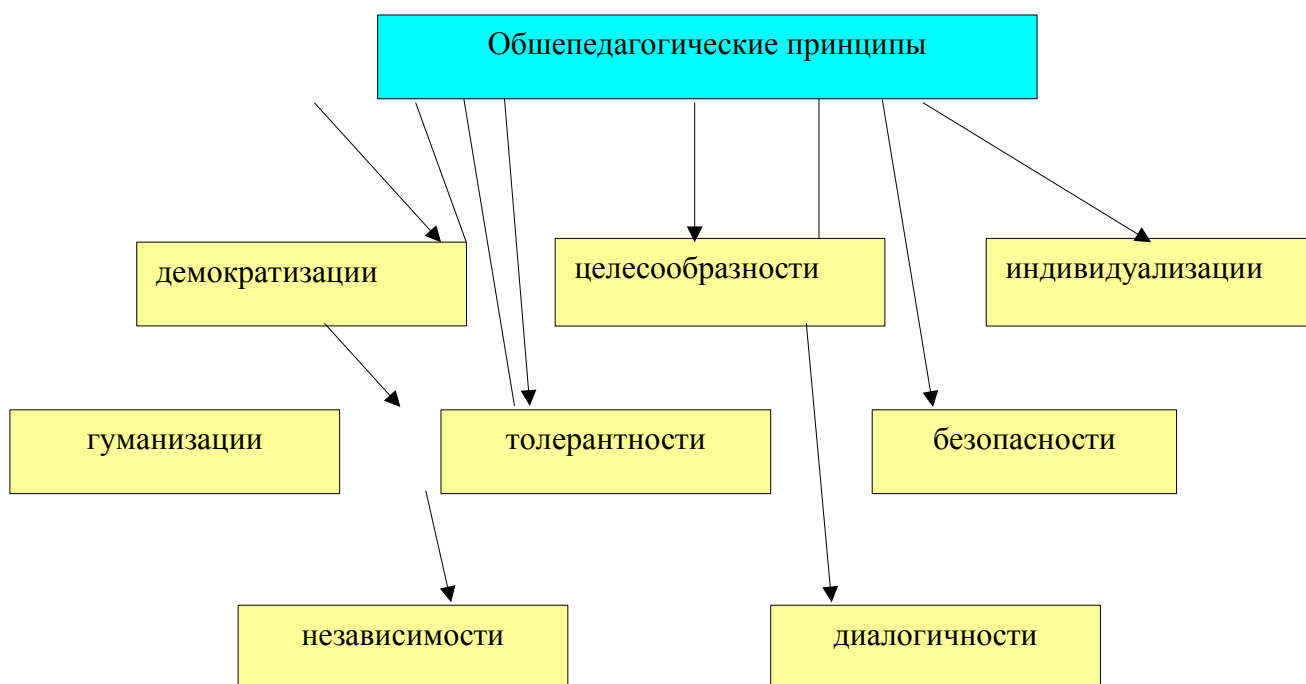 Обшепедагогические принципы
демократизации
целесообразности
индивидуализации
гуманизации
толерантности
безопасности
независимости
диалогичности